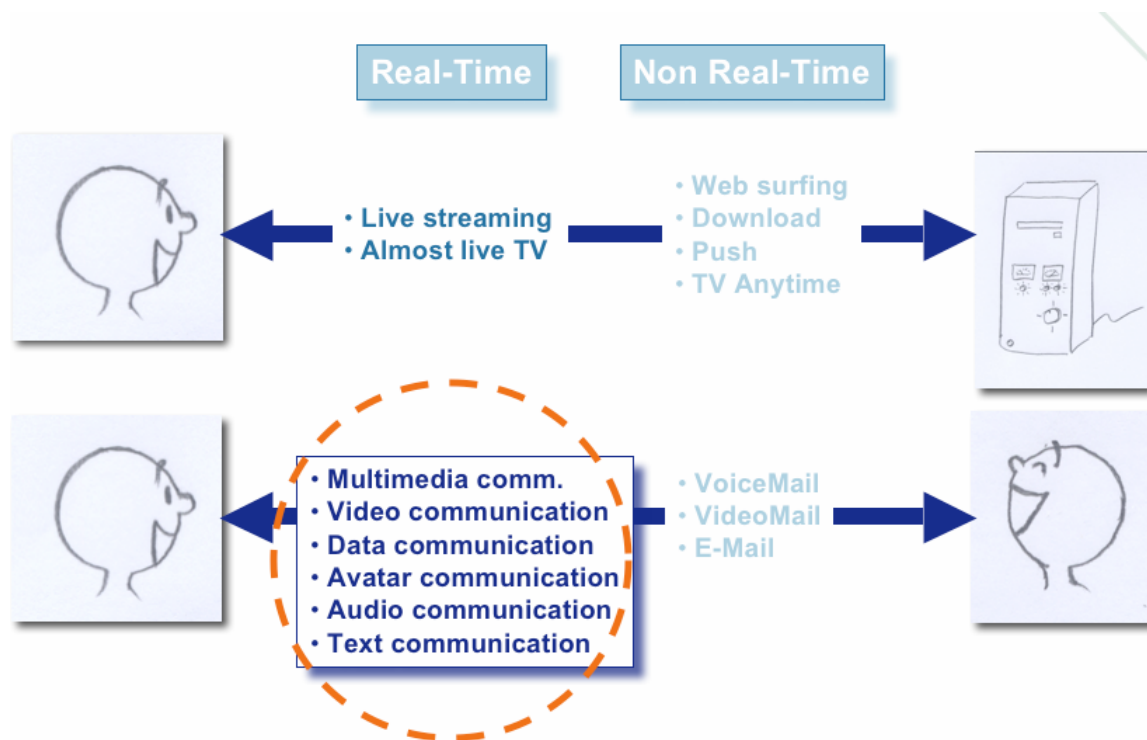 Real-Time
Non Real-Time
• Live streaming
• Almost live TV
• Web surfing
• Download
• Push
• TV Anytime
• Multimedia comm.
• Video communication
• Data communication
• Avatar communication
• Audio communication
• Text communication
• VoiceMail
• VideoMail
• E-Mail